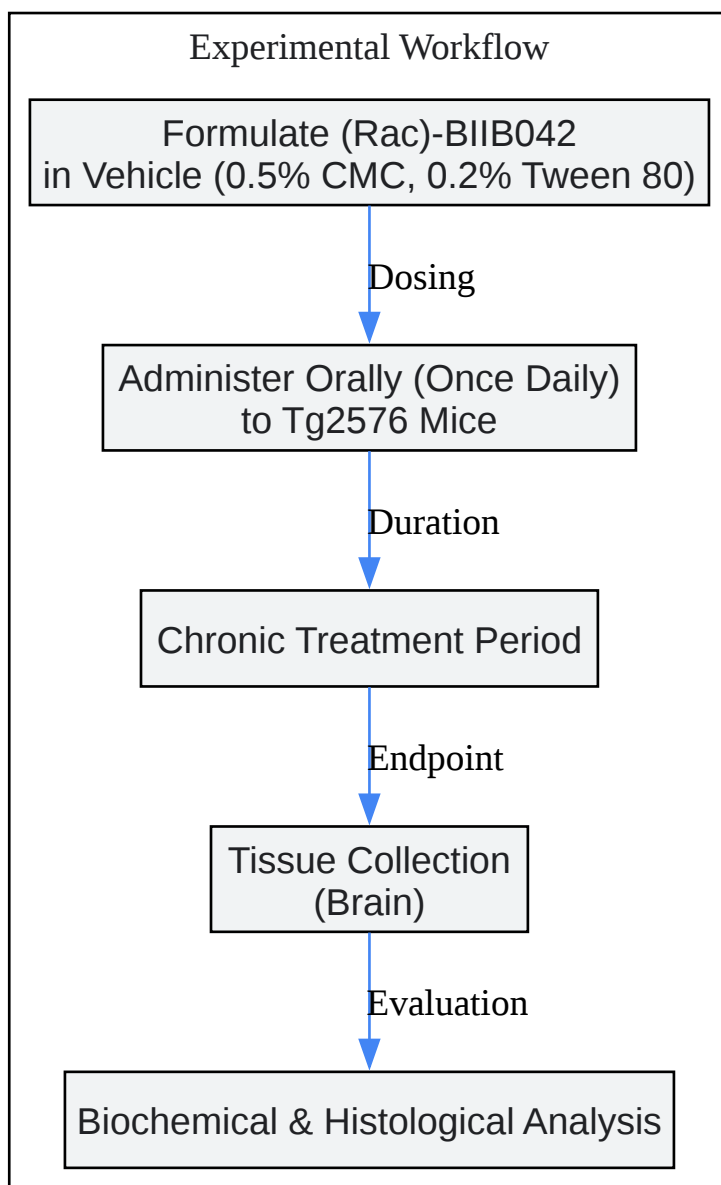 Experimental Workflow
Formulate (Rac)-BIIB042
in Vehicle (0.5% CMC, 0.2% Tween 80)
Dosing
Administer Orally (Once Daily)
to Tg2576 Mice
Duration
Chronic Treatment Period
Endpoint
Tissue Collection
(Brain)
Evaluation
Biochemical & Histological Analysis